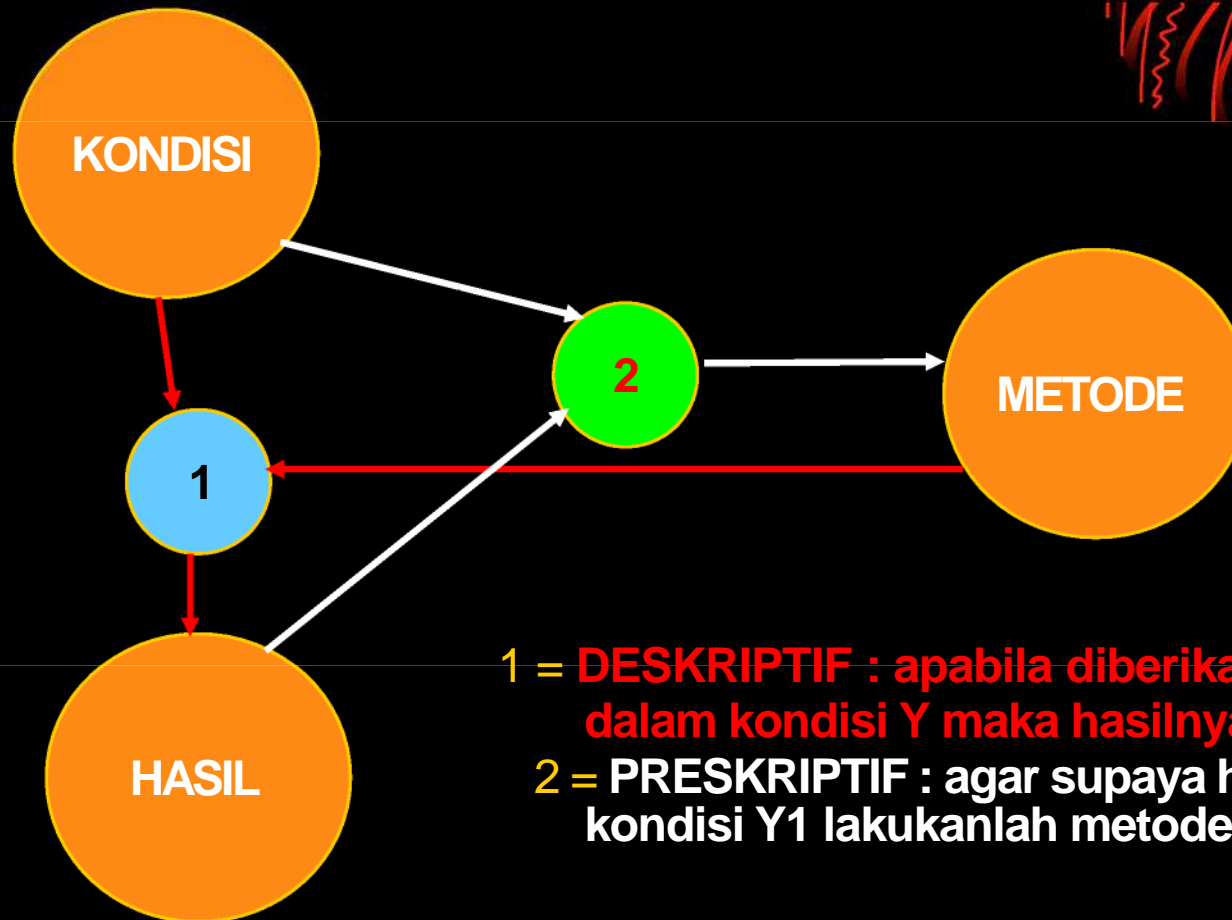 KONDISI
2
METODE
1
HASIL
1 = DESKRIPTIF : apabila diberika
dalam kondisi Y maka hasilnya
2 = PRESKRIPTIF : agar supaya h
kondisi Y1 lakukanlah metode